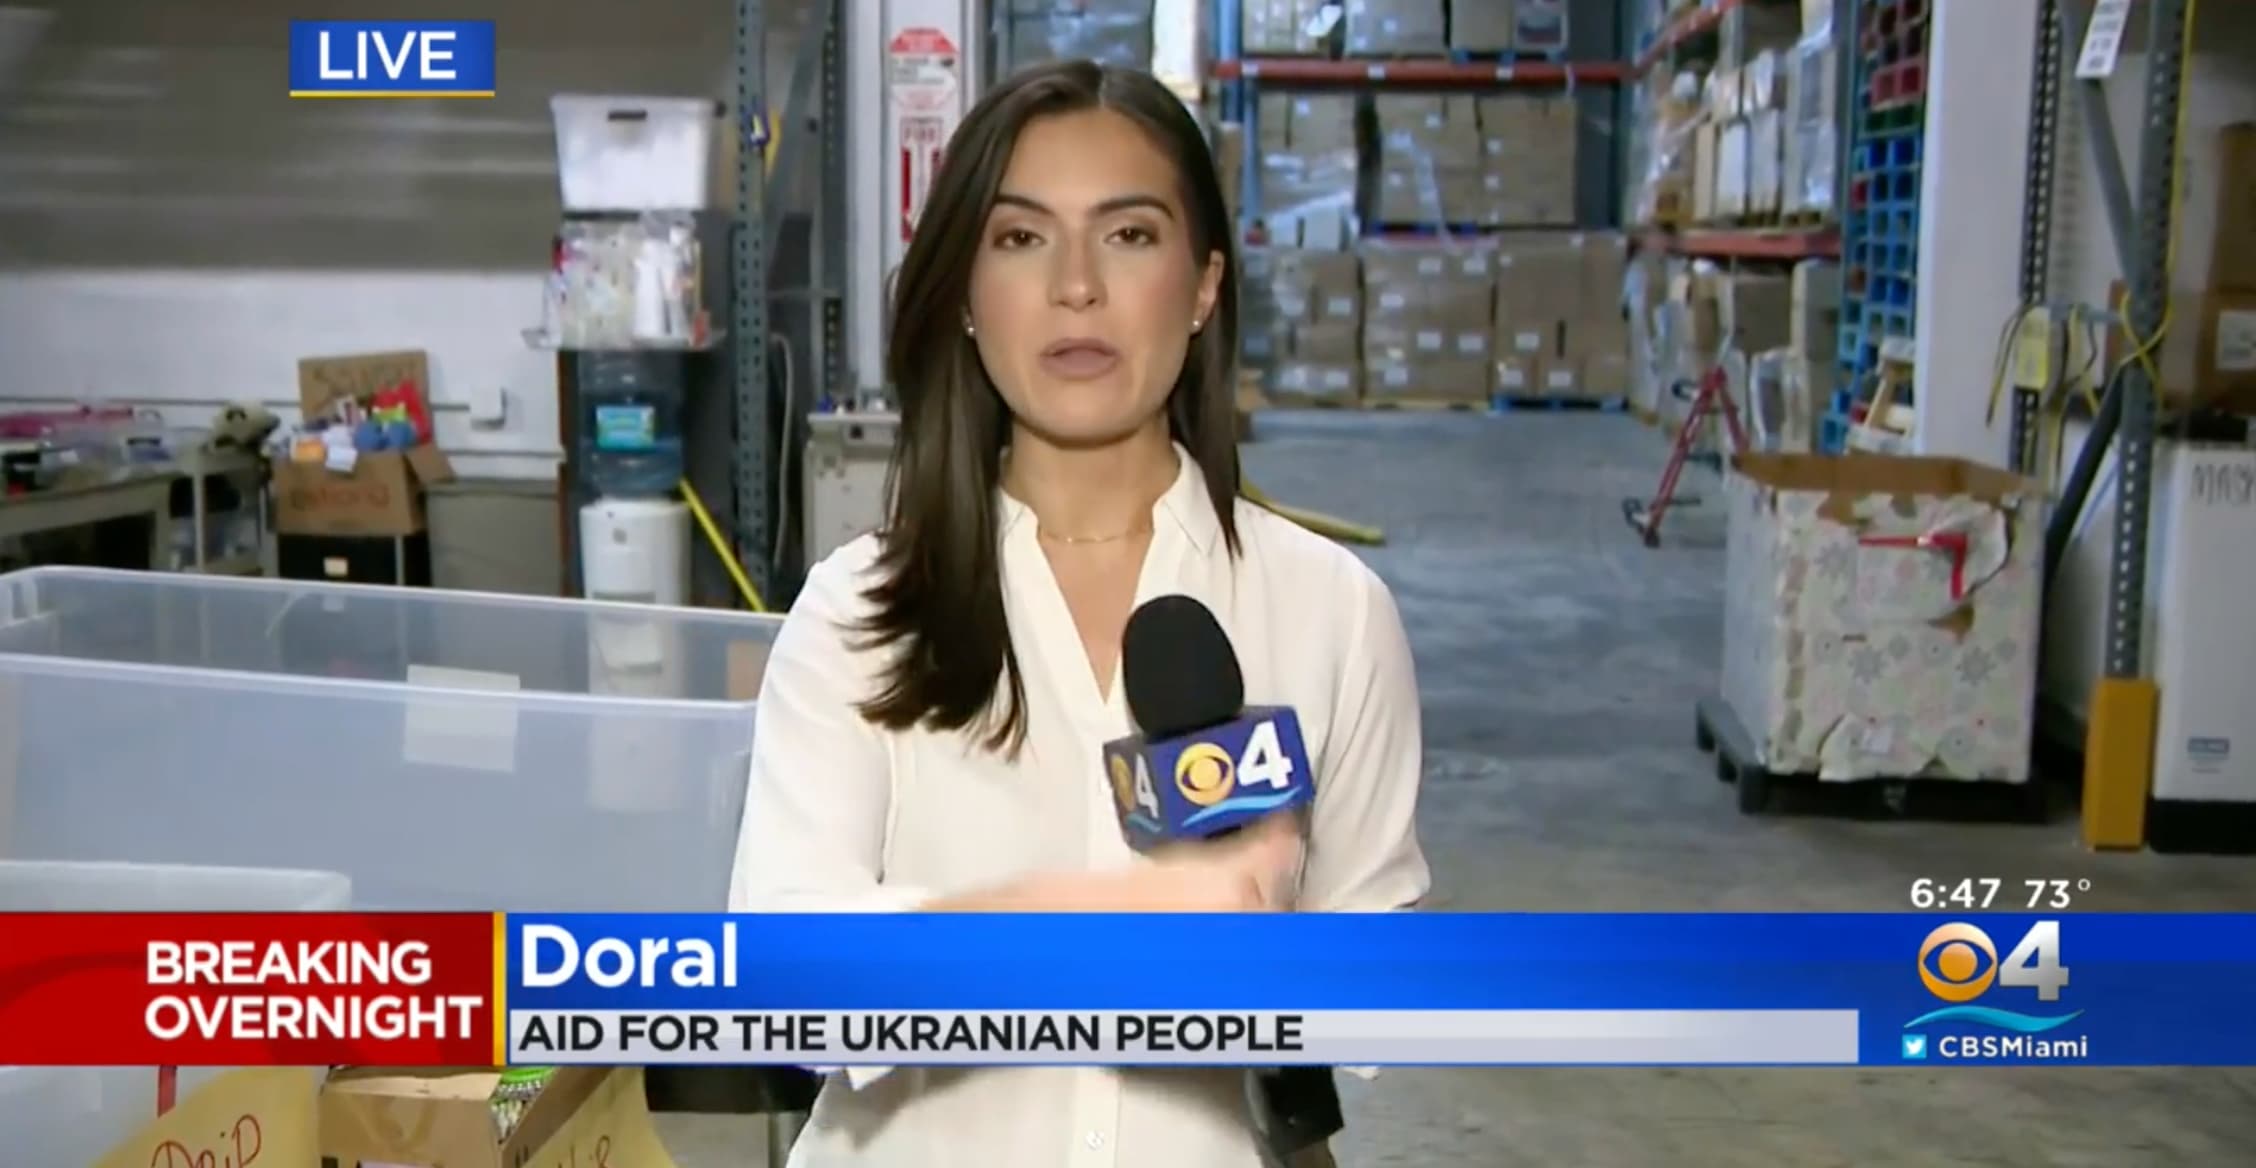 LIVE
4
4
6:47 73°
BREAKING
OVERNIGHT
Doral
AID FOR THE UKRANIAN PEOPLE
4
CBSMiami